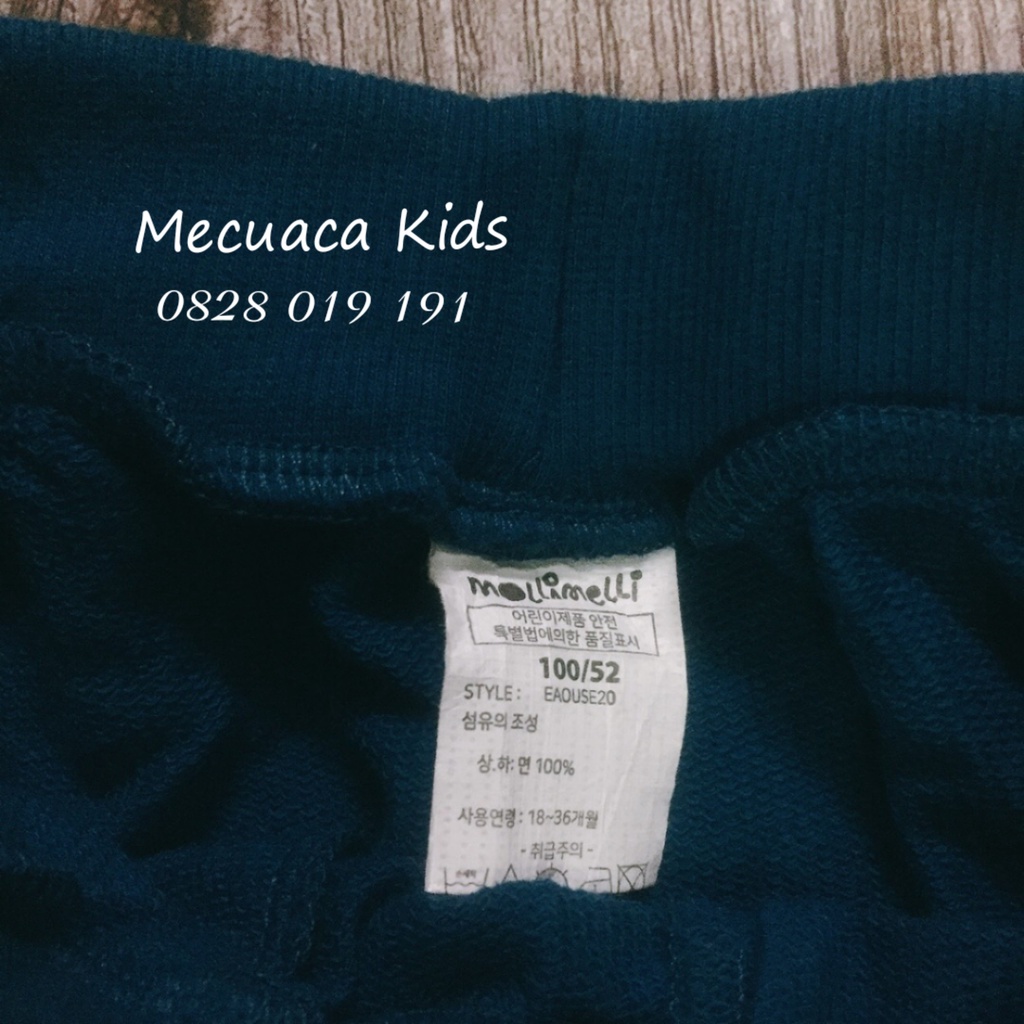 Mecuaca Kids
0828 019 191
mollimelli
어린이제품 안전
특별법에의한 품질표시
100/52
STYLE: EAOUSE20
섬유의조성
상.하: 면 100%
사용연령: 18~36개월
- 취급주의 -